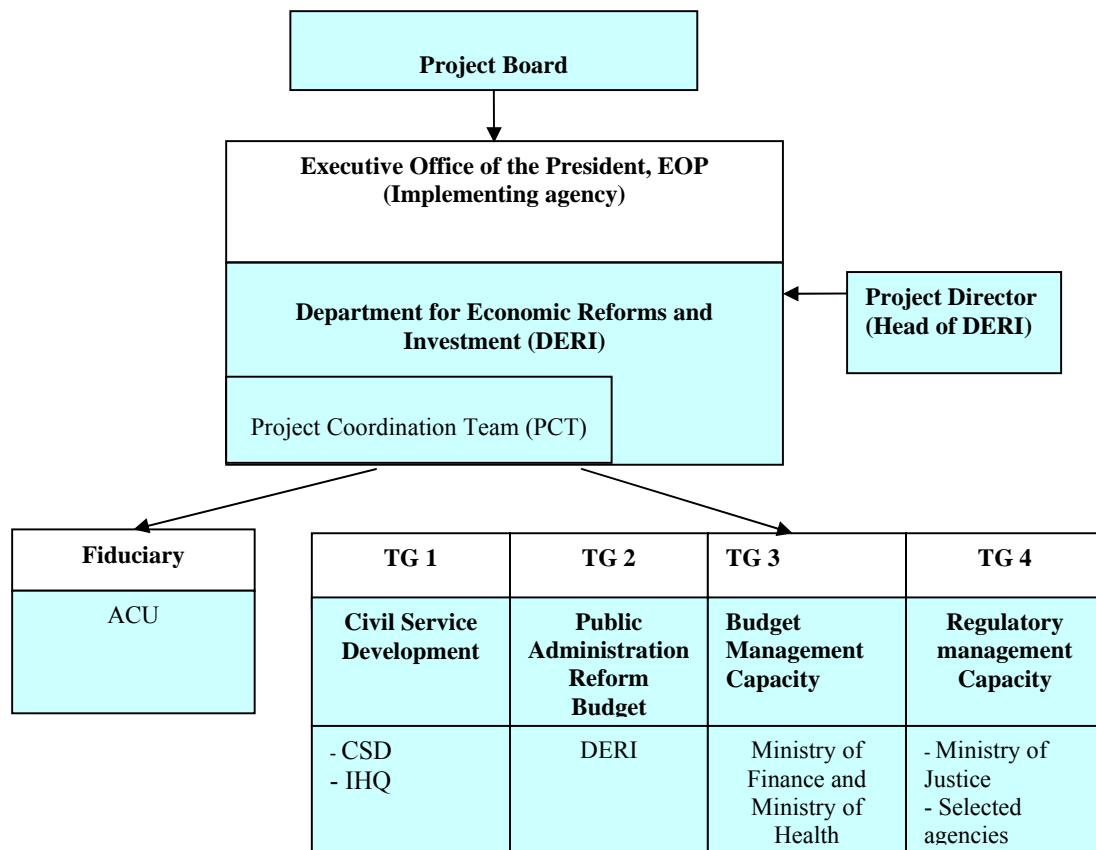 Project Board
Executive Office of the President, EOP
(Implementing agency)
Department for Economic Reforms and
Investment (DERI)
Project Director
(Head of DERI)
Project Coordination Team (PCT)
Fiduciary
ACU
TG 1
TG 2
TG 3
TG 4
Civil Service
Development
Public
Administration
Reform
Budget
Budget
Management
Capacity
Regulatory
management
Capacity
- CSD
- IHQ
DERI
Ministry of
Finance and
Ministry of
Health
- Ministry of
Justice
- Selected
agencies